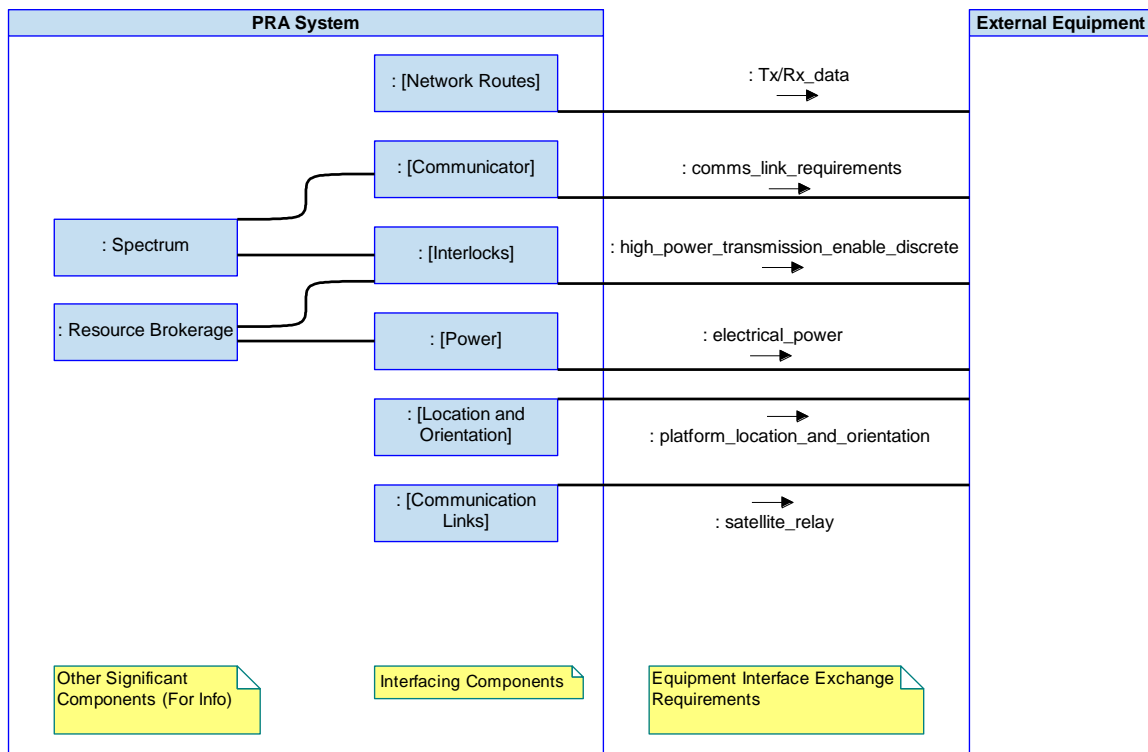 PRA System
External Equipment
: [Network Routes]
: Tx/Rx_data
: [Communicator]
: comms_link_requirements
: Spectrum
: [Interlocks]
: high_power_transmission_enable_discrete
: Resource Brokerage
: [Power]
: electrical_power
: [Location and
Orientation]
: platform_location_and_orientation
: [Communication
Links]
: satellite_relay
Other Significant
Components (For Info)
Interfacing Components
Equipment Interface Exchange
Requirements